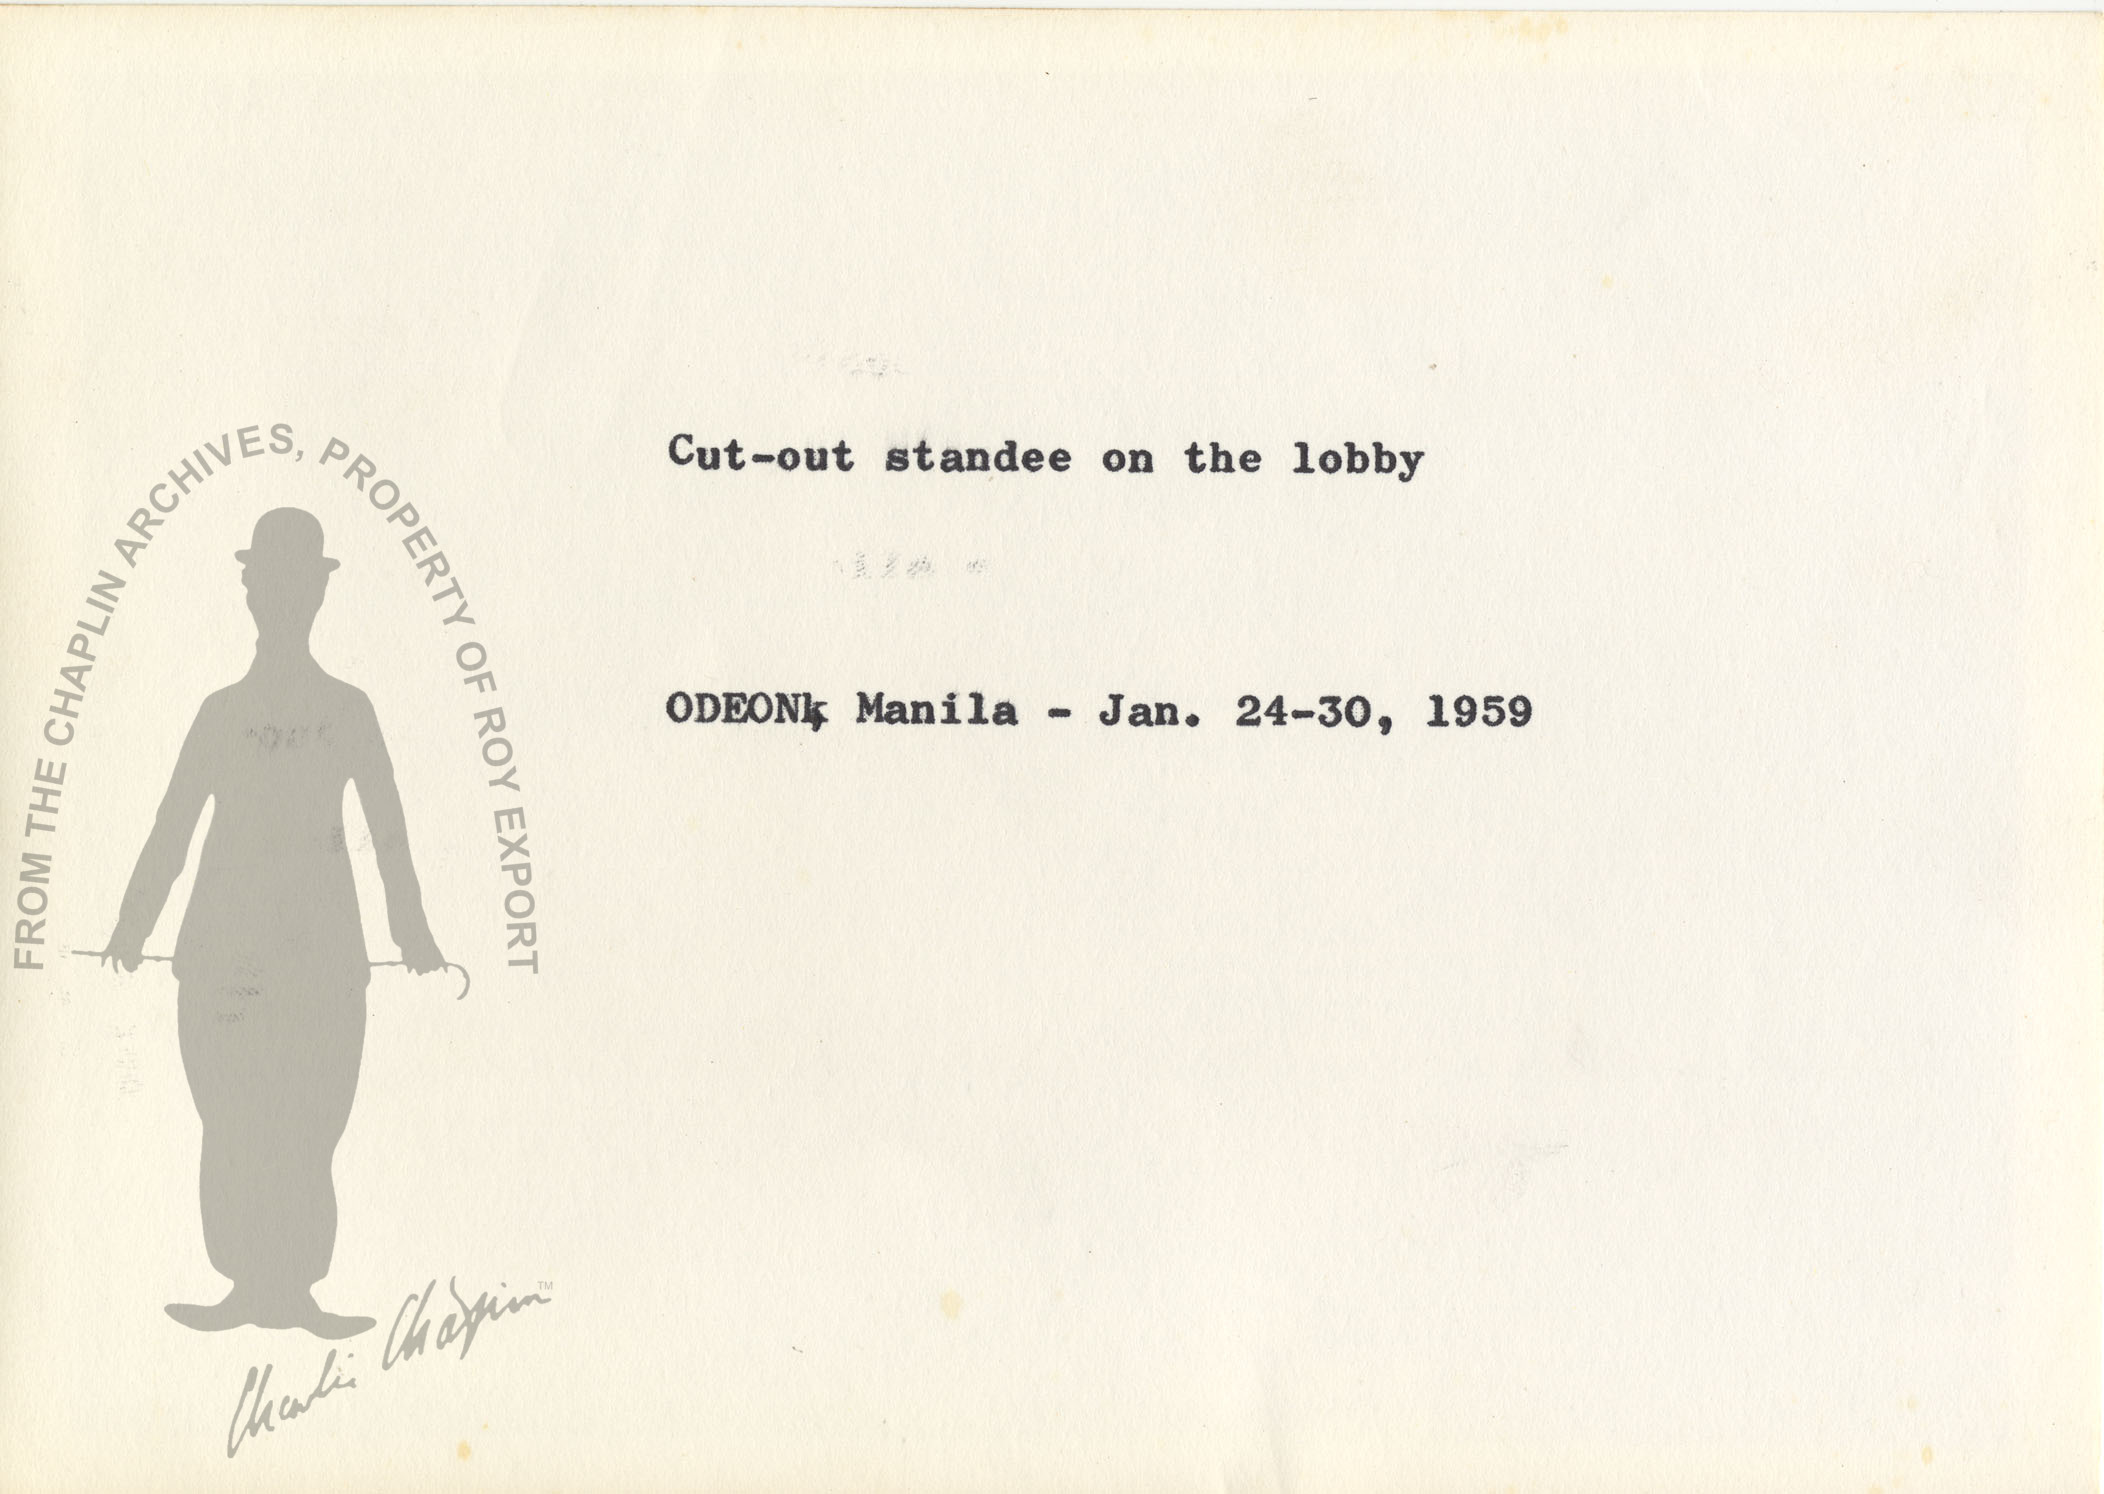 Cut-out standee on the lobby
ODEON, Manila - Jan. 24-30, 1959
FROM THE CHAPLIN ARCHIVES, PROPERTY OF ROY EXPORT
Charlie Chaplin™